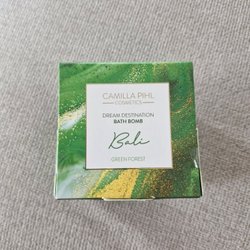 CAMILLA PIHL
COSMETICS
DREAM DESTINATION
BATH BOMB
Bali
GREEN FOREST